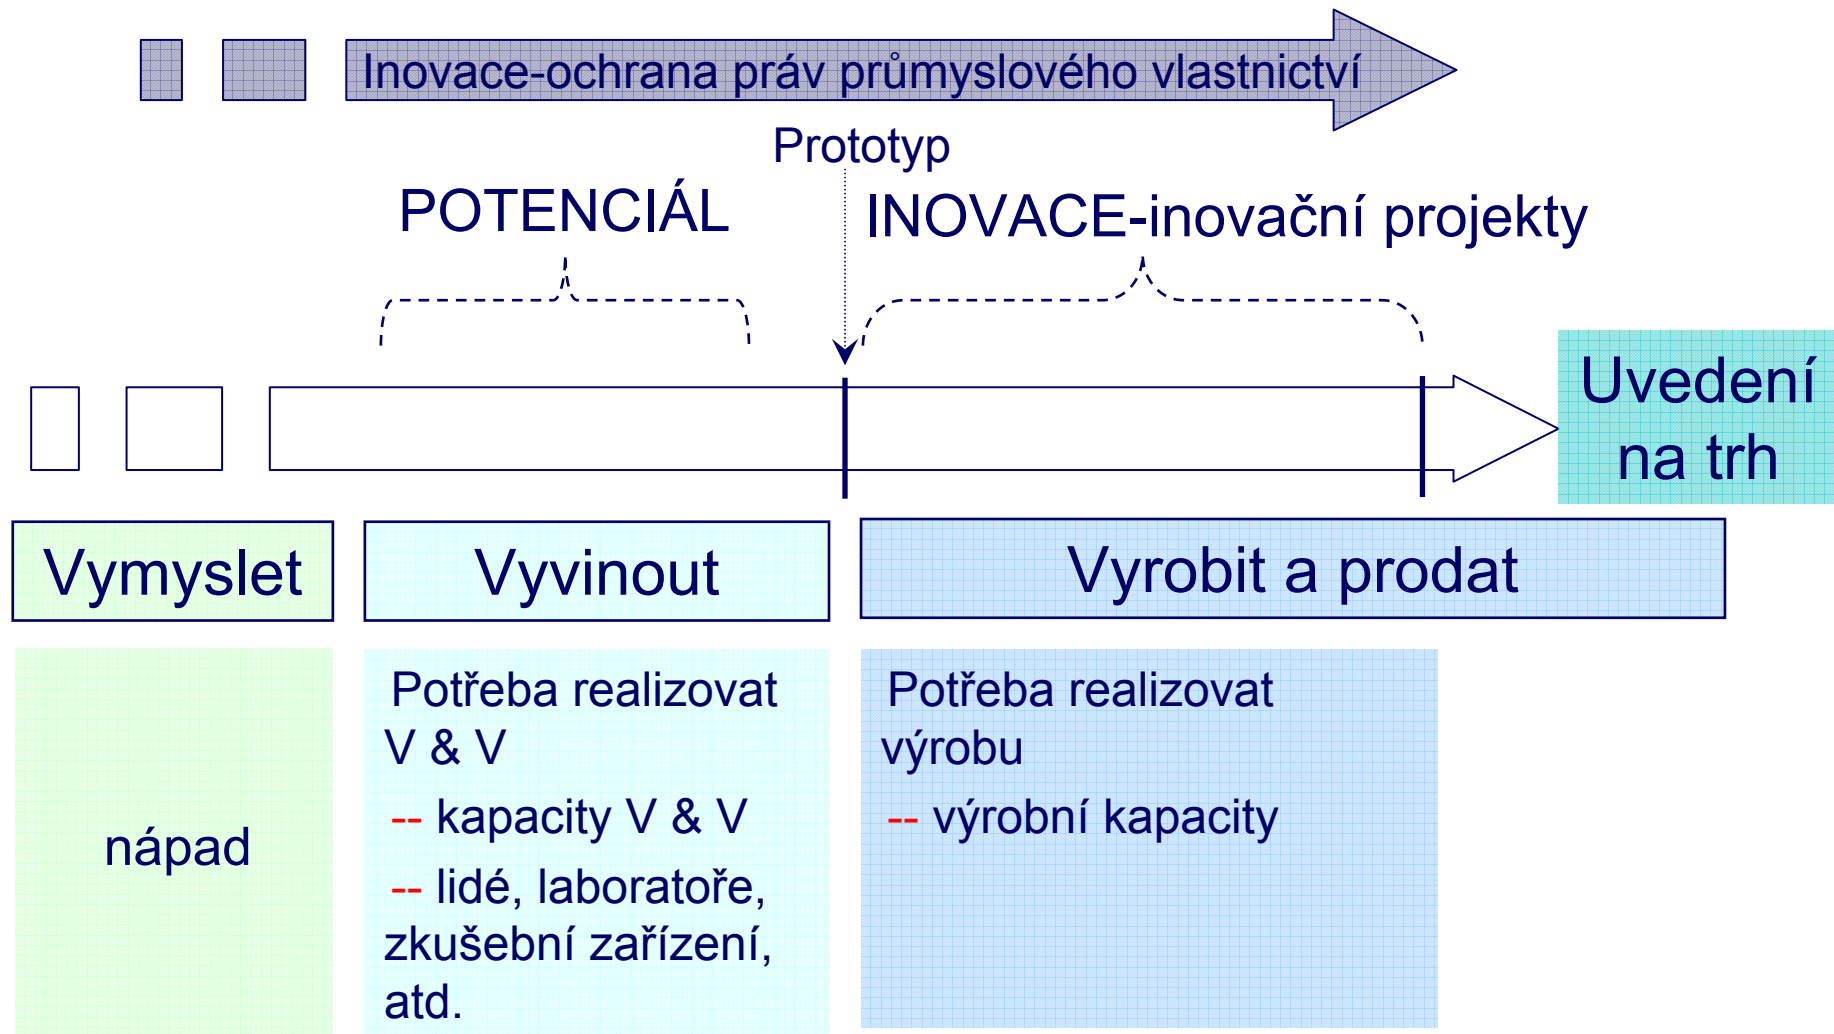 Inovace-ochrana práv průmyslového vlastnictví
Prototyp
POTENCIÁL
INOVACE-inovační projekty
Uvedení
na trh
Vymyslet
Vyvinout
Vyrobit a prodat
nápad
Potřeba realizovat
V & V
-- kapacity V & V
-- lidé, laboratoře,
zkušební zařízení,
atd.
Potřeba realizovat
výrobu
-- výrobní kapacity